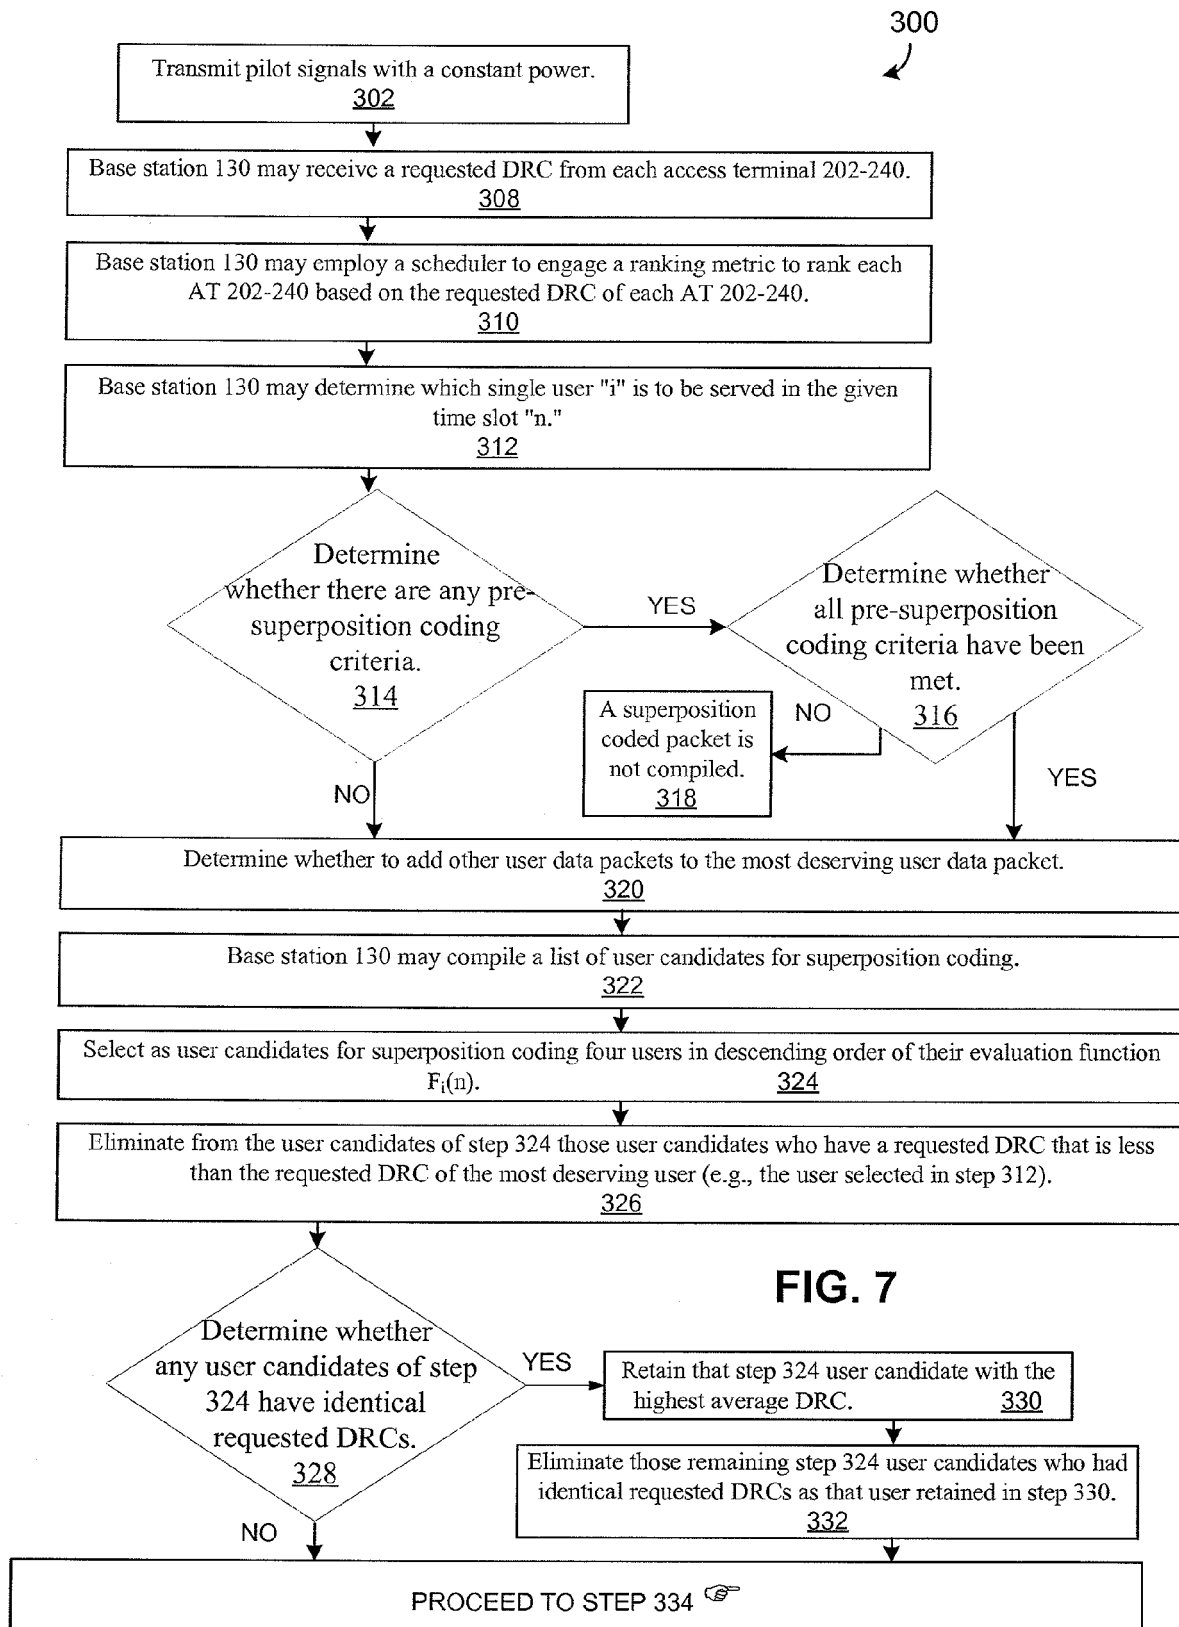 300
Transmit pilot signals with a constant power.
302
Base station 130 may receive a requested DRC from each access terminal 202-240.
308
Base station 130 may employ a scheduler to engage a ranking metric to rank each
AT 202-240 based on the requested DRC of each AT 202-240.
310
Base station 130 may determine which single user "i" is to be served in the given
time slot "n."
312
Determine
whether there are any pre-
superposition coding
criteria.
314
YES
Determine whether
all pre-superposition
coding criteria have been
met.
316
NO
A superposition
coded packet is
not compiled.
318
YES
NO
Determine whether to add other user data packets to the most deserving user data packet.
320
Base station 130 may compile a list of user candidates for superposition coding.
322
Select as user candidates for superposition coding four users in descending order of their evaluation function
Fi(n). 324
Eliminate from the user candidates of step 324 those user candidates who have a requested DRC that is less
than the requested DRC of the most deserving user (e.g., the user selected in step 312).
326
FIG. 7
Determine whether
any user candidates of step
324 have identical
requested DRCs.
328
YES
Retain that step 324 user candidate with the
highest average DRC. 330
Eliminate those remaining step 324 user candidates who had
identical requested DRCs as that user retained in step 330.
332
NO
PROCEED TO STEP 334